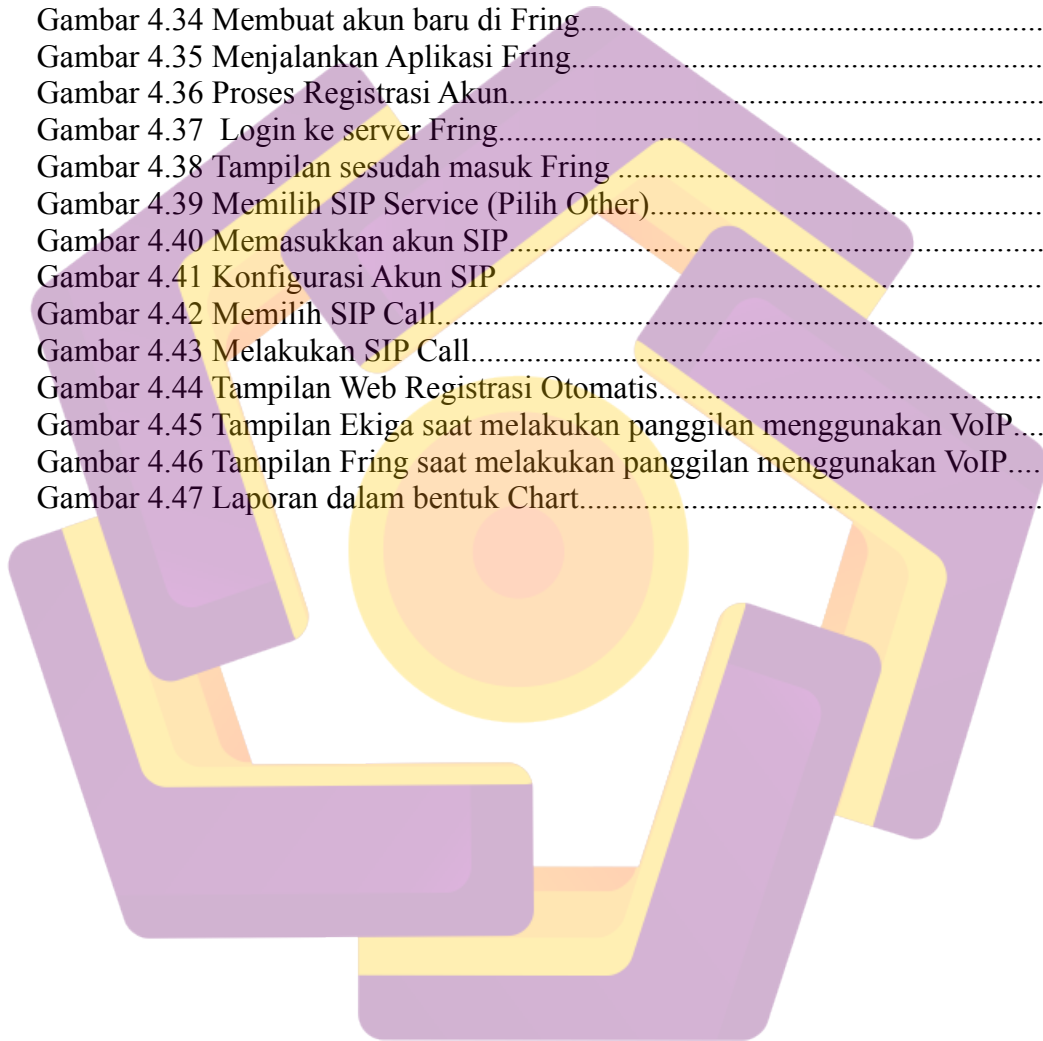 Gambar 4.34 Membuat akun baru di Fring..........................................................
Gambar 4.35 Menjalankan Aplikasi Fring...........................................................
Gambar 4.36 Proses Registrasi Akun...................................................................
Gambar 4.37  Login ke server Fring....................................................................
Gambar 4.38 Tampilan sesudah masuk Fring......................................................
Gambar 4.39 Memilih SIP Service (Pilih Other).................................................
Gambar 4.40 Memasukkan akun SIP...................................................................
Gambar 4.41 Konfigurasi Akun SIP....................................................................
Gambar 4.42 Memilih SIP Call............................................................................
Gambar 4.43 Melakukan SIP Call........................................................................
Gambar 4.44 Tampilan Web Registrasi Otomatis................................................
Gambar 4.45 Tampilan Ekiga saat melakukan panggilan menggunakan VoIP....
Gambar 4.46 Tampilan Fring saat melakukan panggilan menggunakan VoIP.....
Gambar 4.47 Laporan dalam bentuk Chart..........................................................